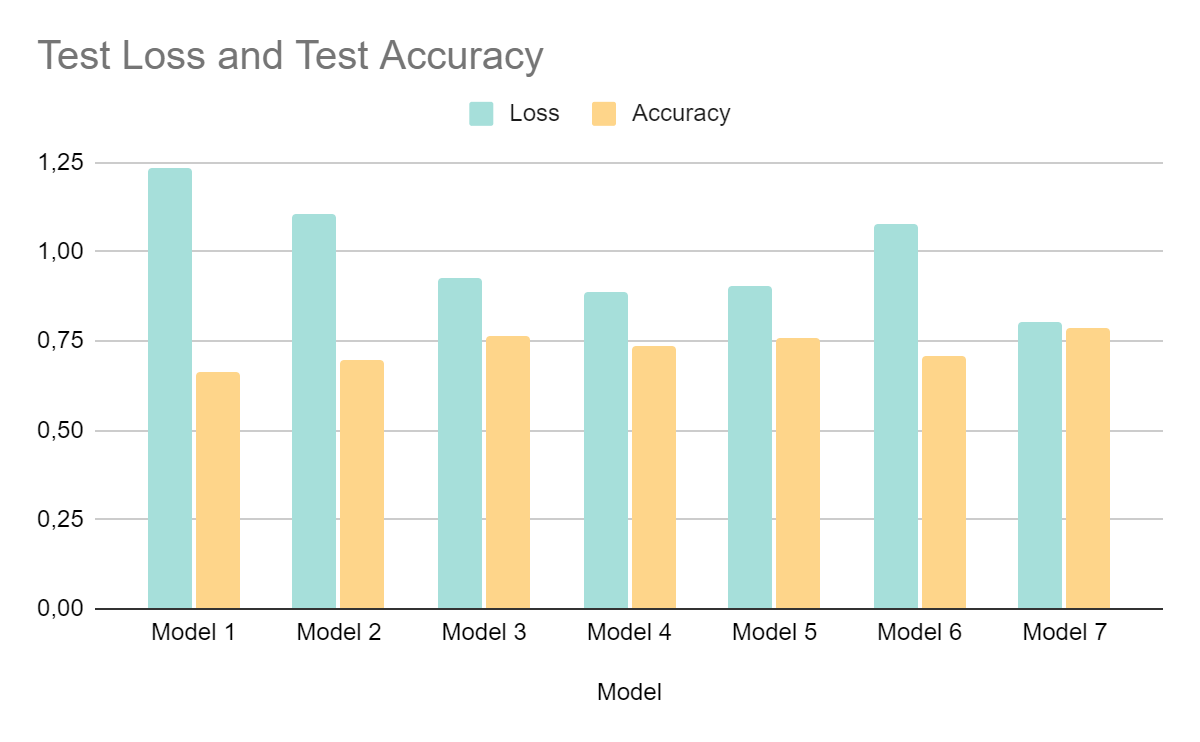 Test Loss and Test Accuracy
Loss Accuracy
1,25
1,00
0,75
0,50
0,25
0,00
Model 1 Model 2 Model 3 Model 4 Model 5 Model 6 Model 7
Model